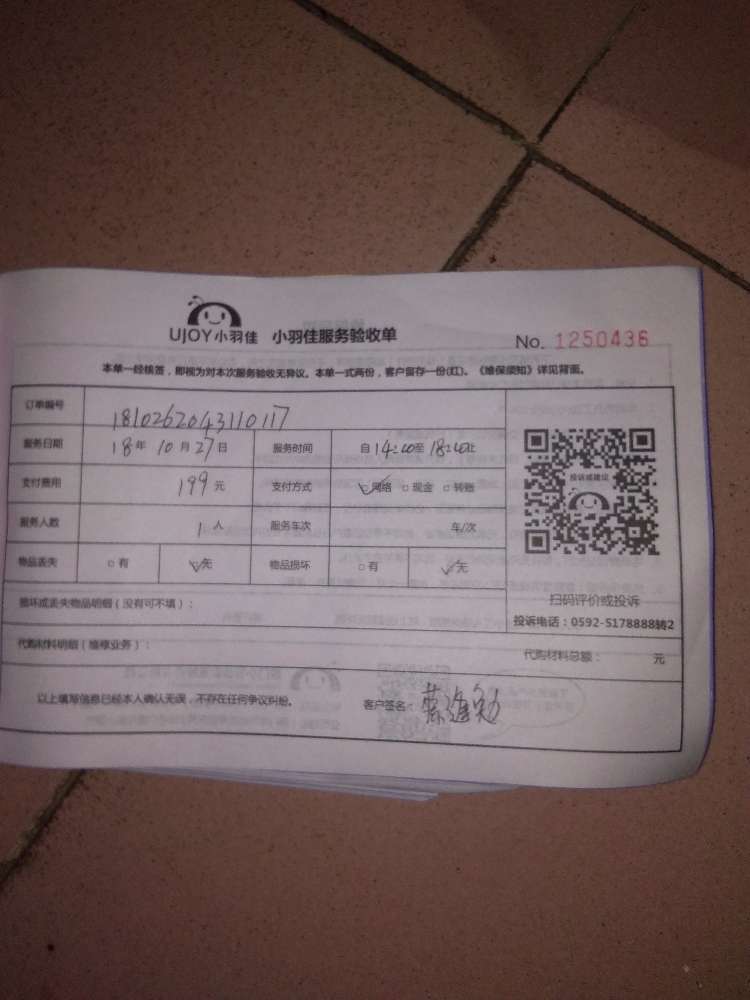 UJOY小羽佳 小羽佳服务验收单 No. 1250436
本单一经核签，即视为对本次服务验收无异议。本单一式两份，客户留存一份(红)。《维保须知》详见背面。
订单编号 1810262043110117
服务日期 18年 10月27日 服务时间 自14:00至18:00止
支付费用 199元 支付方式 ☑网络 □现金 □转账
服务人数 1人 服务车次 车/次
物品丢失 □有 ☑无 物品损坏 □有 ☑无
投诉或建议
扫码评价或投诉
投诉电话：0592-5178888转2
损坏或丢失物品明细（没有可不填）：
代购材料明细（维修业务）： 代购材料总额： 元
以上填写信息已经本人确认无误，不存在任何争议纠纷。 客户签名：